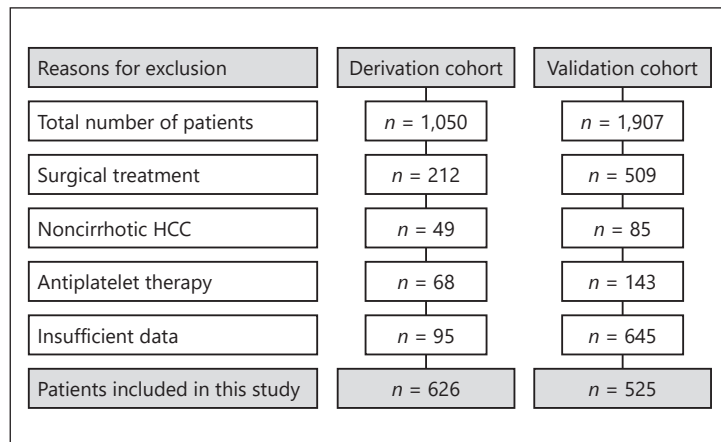 Reasons for exclusion Derivation cohort Validation cohort
Total number of patients n = 1,050 n = 1,907
Surgical treatment n = 212 n = 509
Noncirrhotic HCC n = 49 n = 85
Antiplatelet therapy n = 68 n = 143
Insufficient data n = 95 n = 645
Patients included in this study n = 626 n = 525